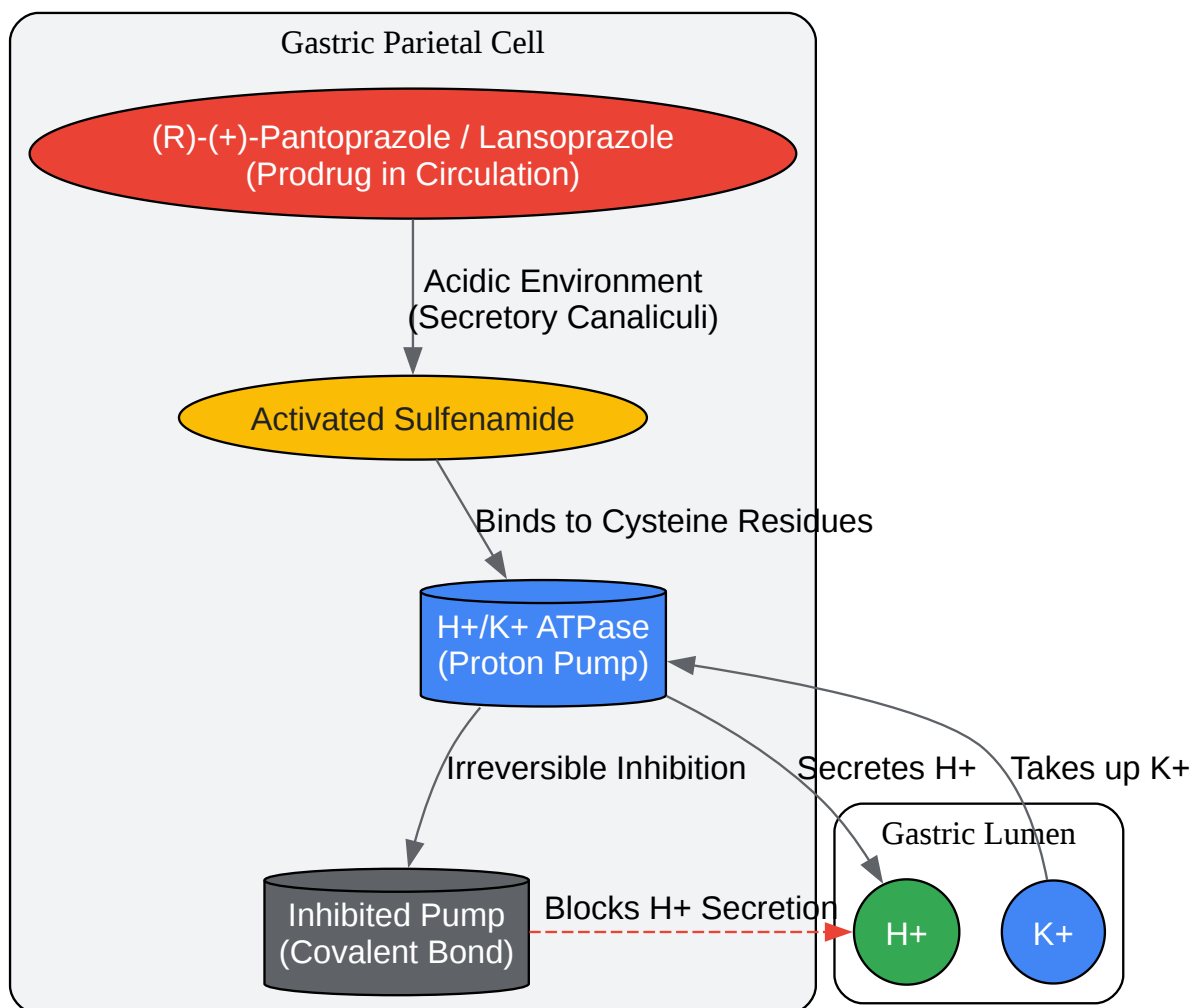 Gastric Parietal Cell
(R)-(+)-Pantoprazole / Lansoprazole
(Prodrug in Circulation)
Acidic Environment
(Secretory Canaliculi)
Activated Sulfenamide
Binds to Cysteine Residues
H+/K+ ATPase
(Proton Pump)
Irreversible Inhibition
Secretes H+
Takes up K+
Gastric Lumen
Inhibited Pump
(Covalent Bond)
Blocks H+ Secretion
H+
K+